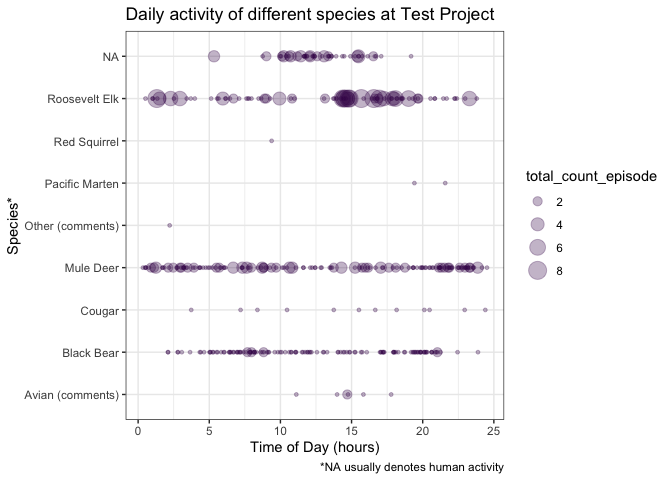 Daily activity of different species at Test Project
NA
Roosevelt Elk
Red Squirrel
Pacific Marten
Other (comments)
Mule Deer
Cougar
Black Bear
Avian (comments)
Species*
0 5 10 15 20 25
Time of Day (hours)
*NA usually denotes human activity
total_count_episode
2
4
6
8